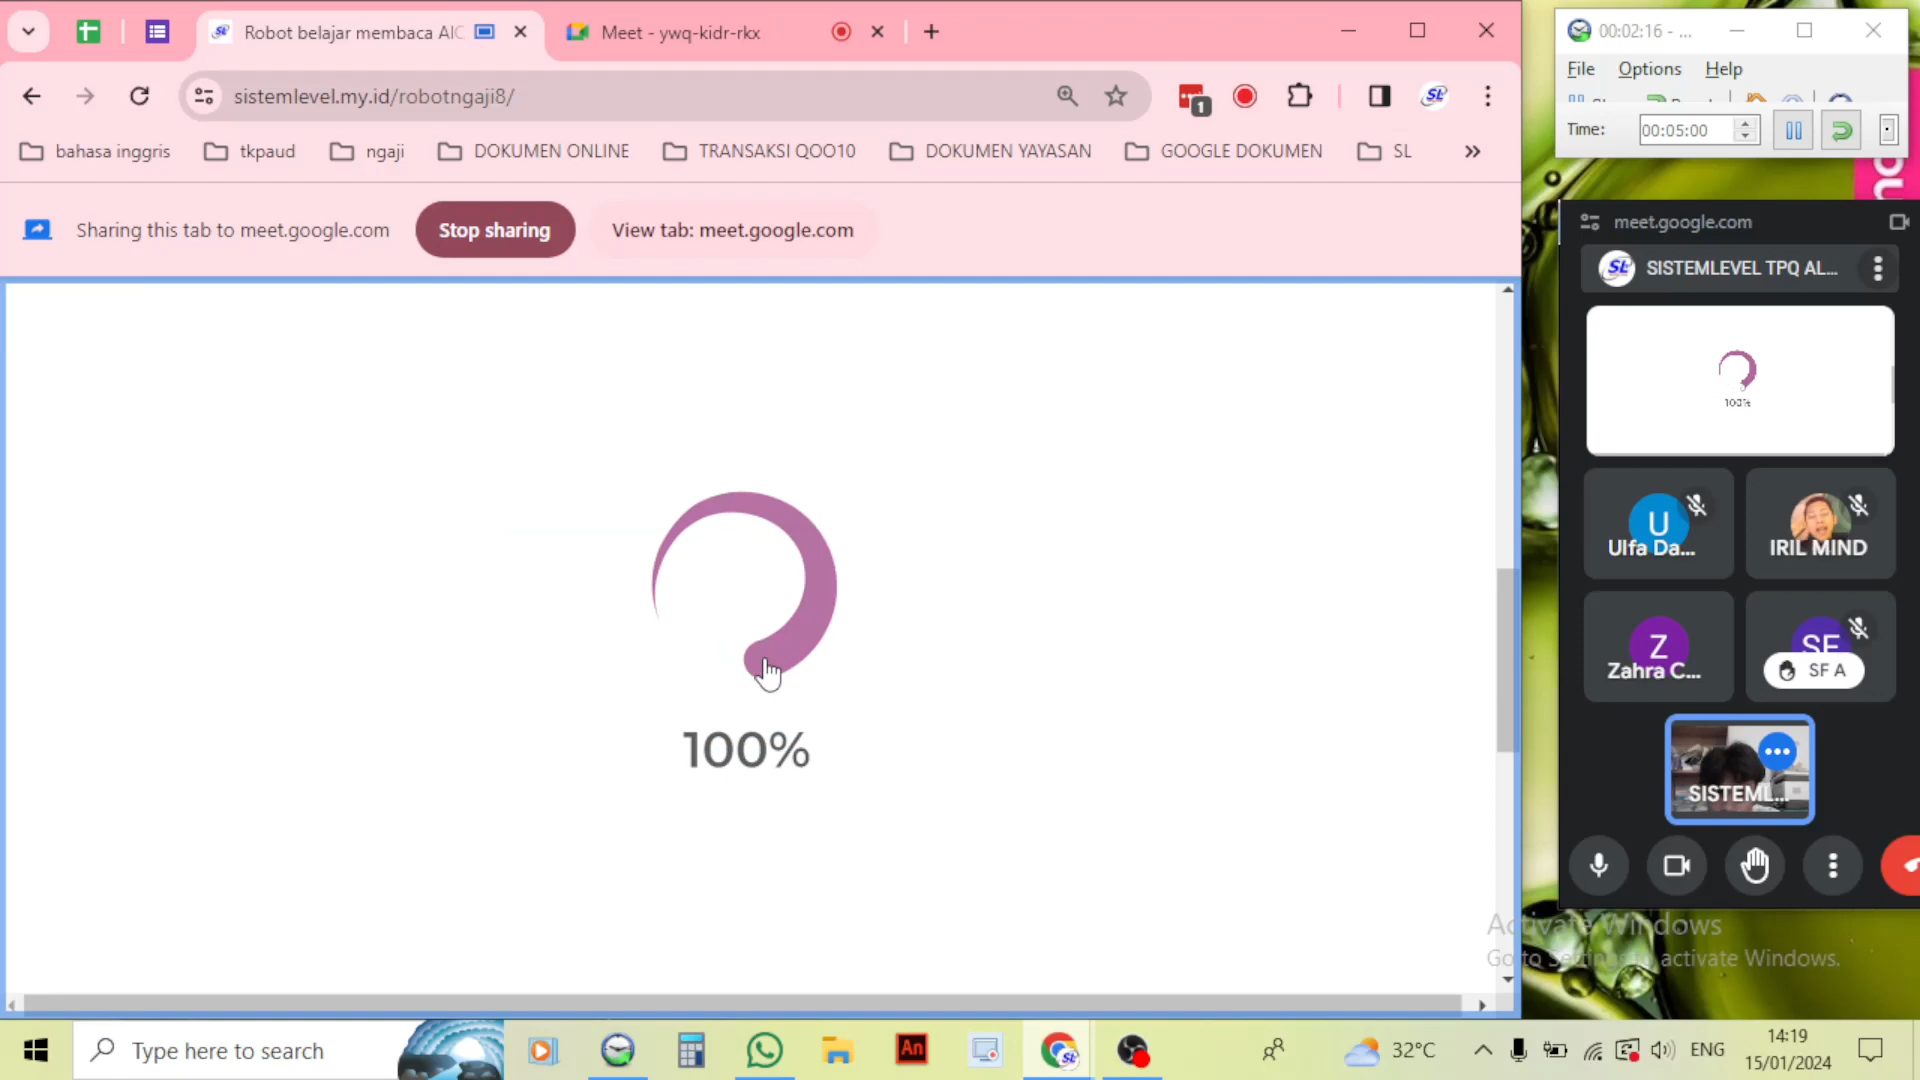 Robot belajar membaca AIC
Meet - ywq-kidr-rkx
sistemlevel.my.id/robotngaji8/
1
bahasa inggris
tkpaud
ngaji
DOKUMEN ONLINE
TRANSAKSI QOO10
DOKUMEN YAYASAN
GOOGLE DOKUMEN
SL
Sharing this tab to meet.google.com
Stop sharing
View tab: meet.google.com
100%
00:02:16 - ...
File Options Help
Time:
00:05:00
meet.google.com
SL
SISTEMLEVEL TPQ AL...
100%
U
Ulfa Da...
IRIL MIND
Z
Zahra C...
SF
SF A
SISTEML...
Activate Windows
Go to Settings to activate Windows.
Type here to search
An
32°C
ENG
14:19
15/01/2024